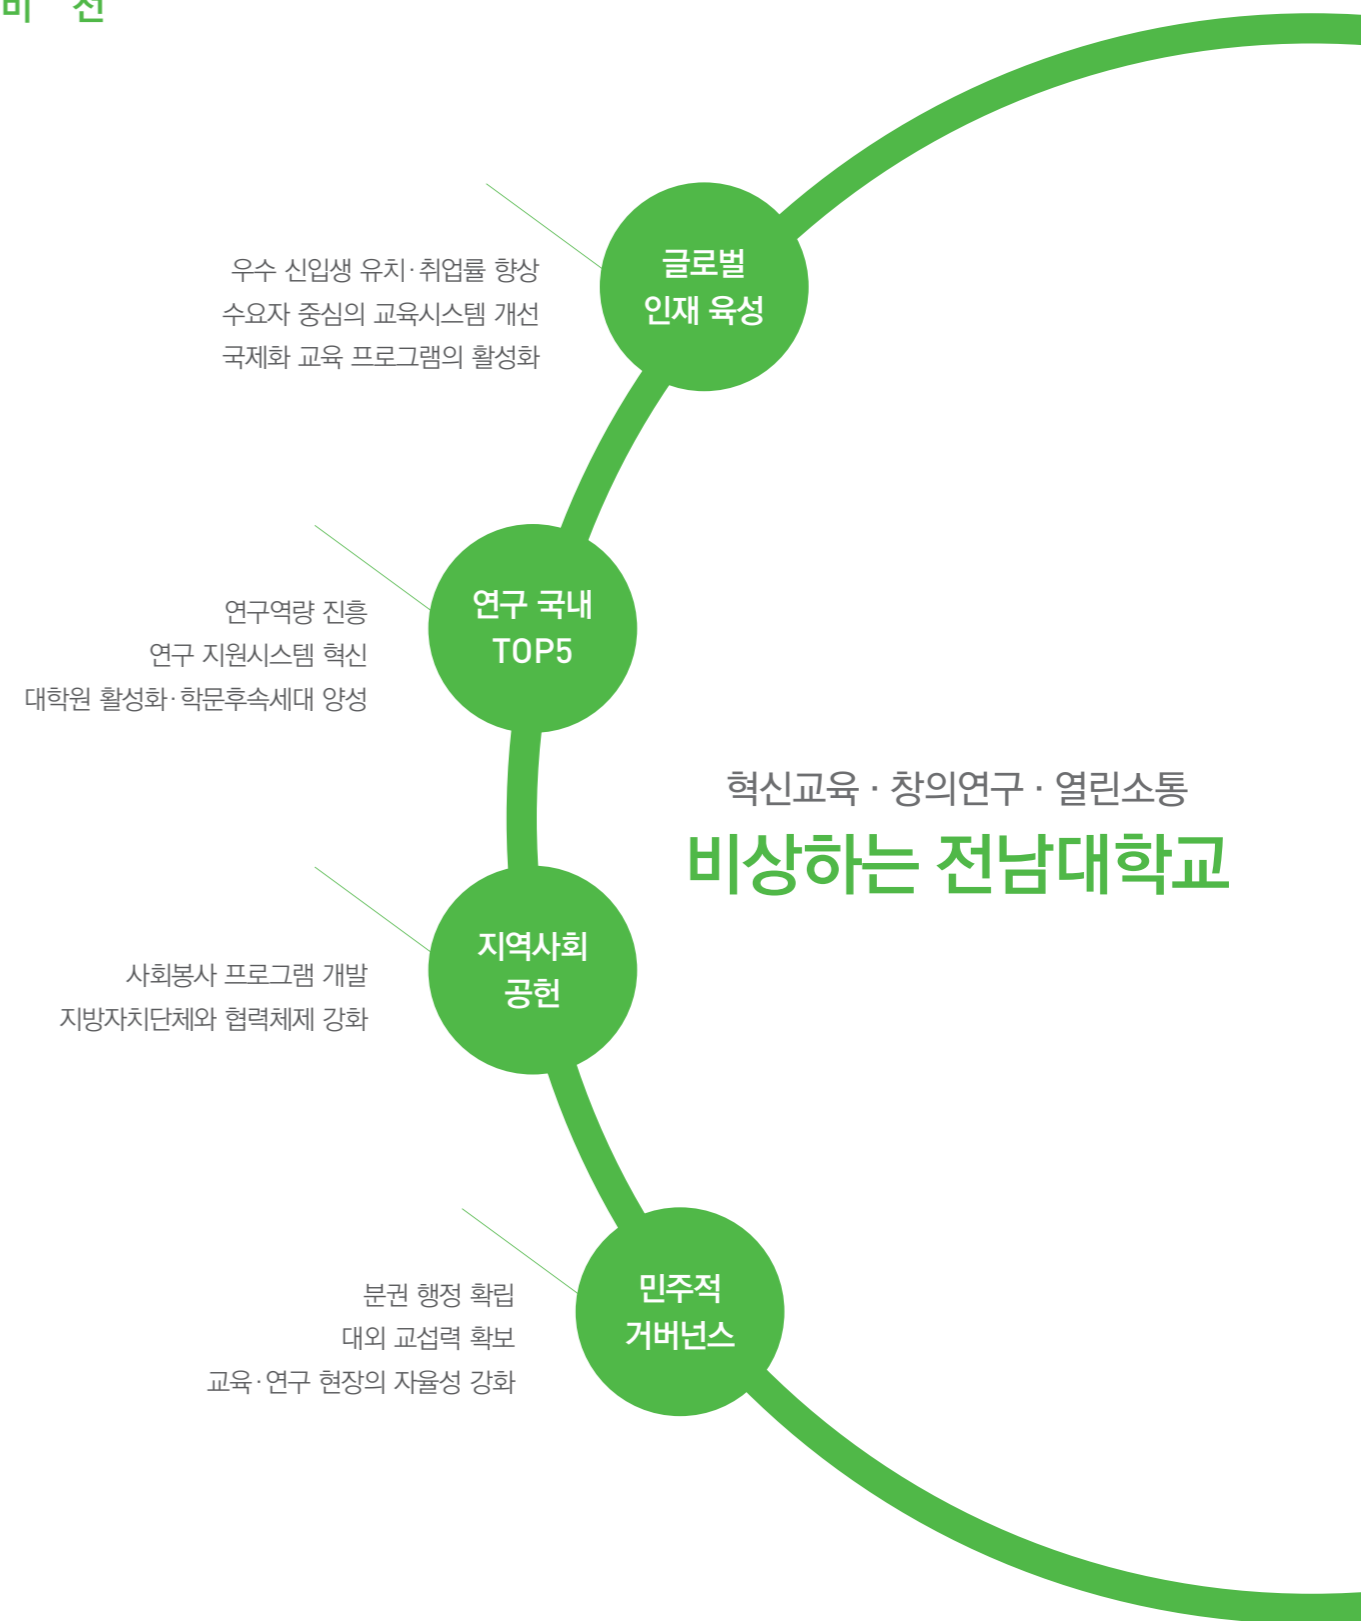 비 전
우수 신입생 유치·취업률 향상
수요자 중심의 교육시스템 개선
국제화 교육 프로그램의 활성화
글로벌
인재 육성
연구역량 진흥
연구 지원시스템 혁신
대학원 활성화·학문후속세대 양성
연구 국내
TOP5
혁신교육 · 창의연구 · 열린소통
비상하는 전남대학교
사회봉사 프로그램 개발
지방자치단체와 협력체제 강화
지역사회
공헌
분권 행정 확립
대외 교섭력 확보
교육·연구 현장의 자율성 강화
민주적
거버넌스